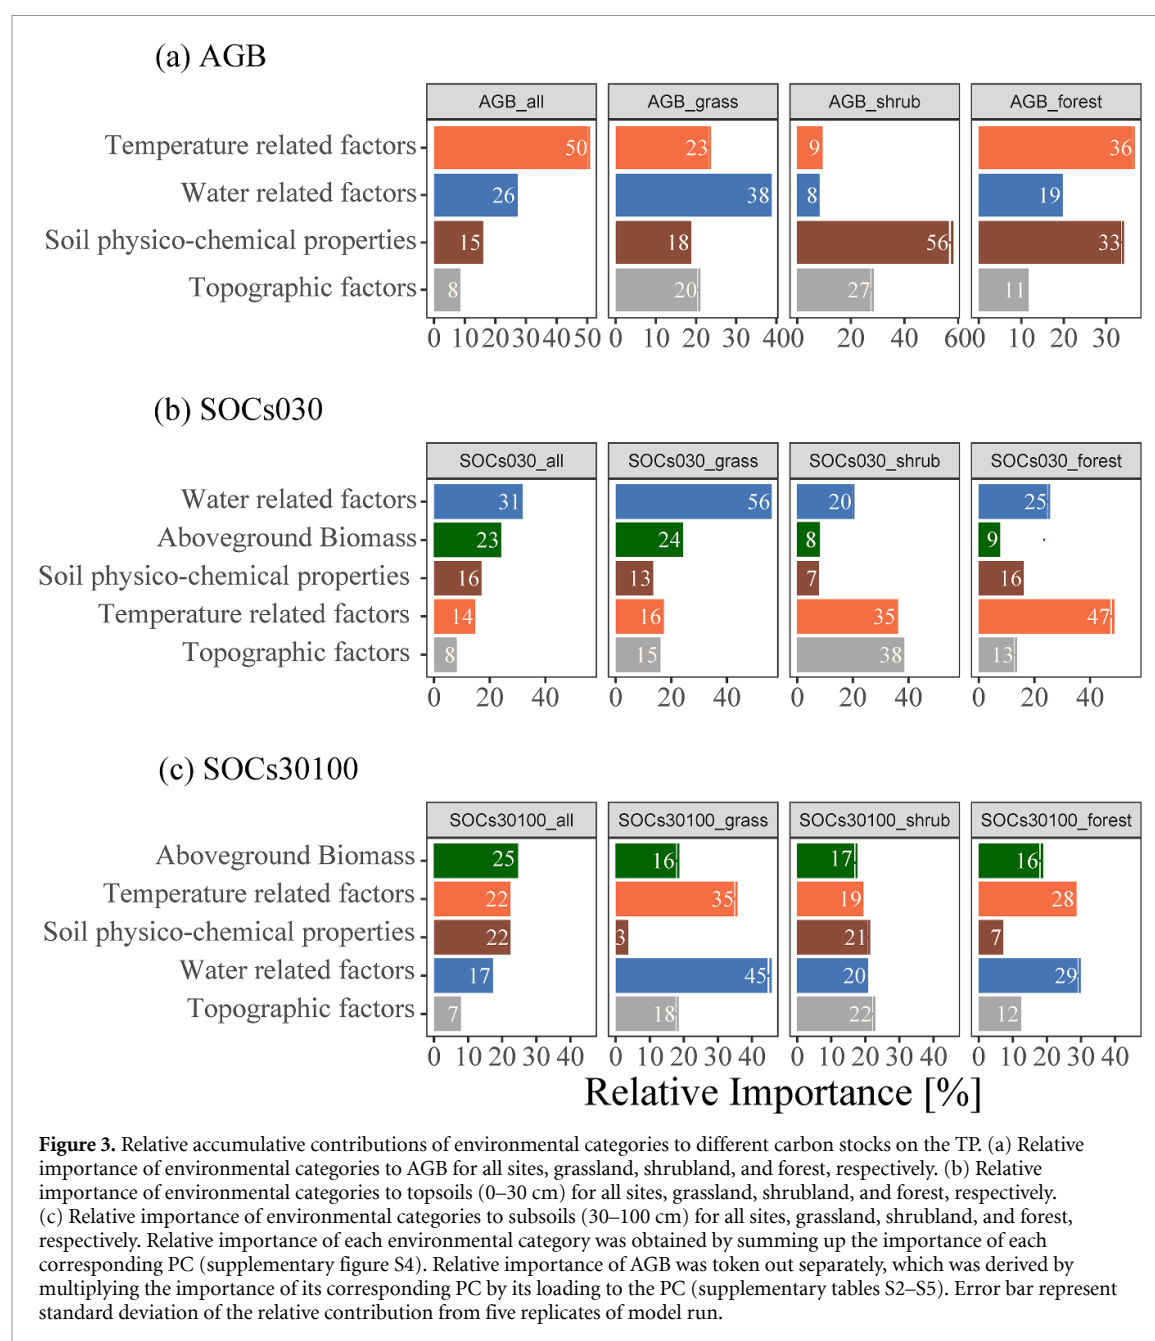 (a) AGB
AGB_all AGB_grass AGB_shrub AGB_forest
Temperature related factors 50 23 9 36
Water related factors 26 38 8 19
Soil physico-chemical properties 15 18 56 33
Topographic factors 8 20 27 11
0 10 20 30 40 50 0 10 20 30 40 0 20 40 60 0 10 20 30
(b) SOCs030
SOCs030_all SOCs030_grass SOCs030_shrub SOCs030_forest
Water related factors 31 56 20 25
Aboveground Biomass 23 24 8 9
Soil physico-chemical properties 16 13 7 16
Temperature related factors 14 16 35 47
Topographic factors 8 15 38 13
0 20 40 0 20 40 0 20 40 0 20 40
(c) SOCs30100
SOCs30100_all SOCs30100_grass SOCs30100_shrub SOCs30100_forest
Aboveground Biomass 25 16 17 16
Temperature related factors 22 35 19 28
Soil physico-chemical properties 22 3 21 7
Water related factors 17 45 20 29
Topographic factors 7 18 22 12
0 10 20 30 40 0 10 20 30 40 0 10 20 30 40 0 10 20 30 40
Relative Importance [%]
Figure 3. Relative accumulative contributions of environmental categories to different carbon stocks on the TP. (a) Relative
importance of environmental categories to AGB for all sites, grassland, shrubland, and forest, respectively. (b) Relative
importance of environmental categories to topsoils (0–30 cm) for all sites, grassland, shrubland, and forest, respectively.
(c) Relative importance of environmental categories to subsoils (30–100 cm) for all sites, grassland, shrubland, and forest,
respectively. Relative importance of each environmental category was obtained by summing up the importance of each
corresponding PC (supplementary figure S4). Relative importance of AGB was token out separately, which was derived by
multiplying the importance of its corresponding PC by its loading to the PC (supplementary tables S2–S5). Error bar represent
standard deviation of the relative contribution from five replicates of model run.